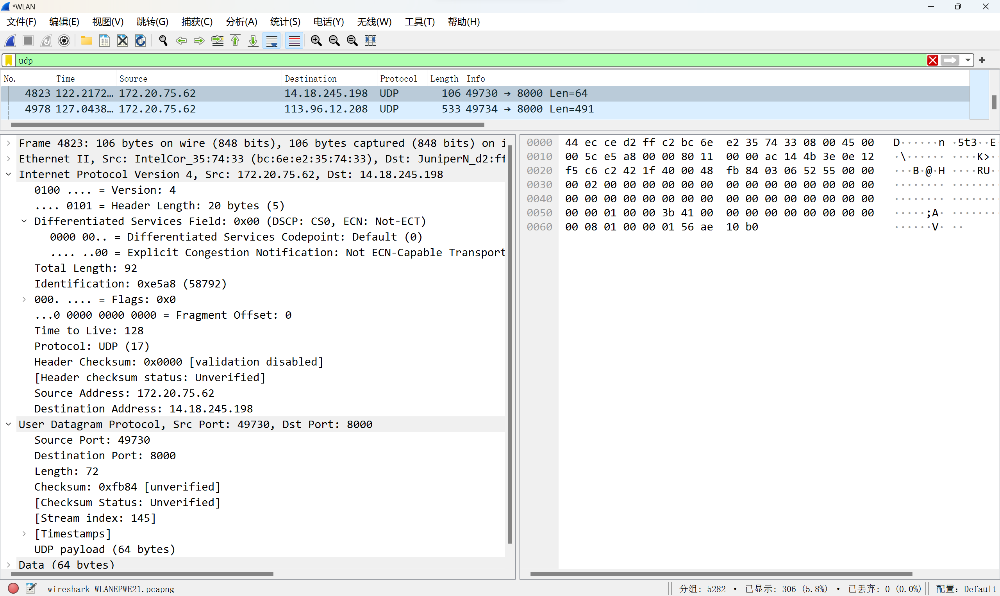 *WLAN
文件(F) 编辑(E) 视图(V) 跳转(G) 捕获(C) 分析(A) 统计(S) 电话(Y) 无线(W) 工具(T) 帮助(H)
udp
No. Time Source Destination Protocol Length Info
4823 122.2172… 172.20.75.62 14.18.245.198 UDP 106 49730 → 8000 Len=64
4978 127.0438… 172.20.75.62 113.96.12.208 UDP 533 49734 → 8000 Len=491
Frame 4823: 106 bytes on wire (848 bits), 106 bytes captured (848 bits) on i
Ethernet II, Src: IntelCor_35:74:33 (bc:6e:e2:35:74:33), Dst: JuniperN_d2:ff
Internet Protocol Version 4, Src: 172.20.75.62, Dst: 14.18.245.198
0100 .... = Version: 4
.... 0101 = Header Length: 20 bytes (5)
Differentiated Services Field: 0x00 (DSCP: CS0, ECN: Not-ECT)
0000 00.. = Differentiated Services Codepoint: Default (0)
.... ..00 = Explicit Congestion Notification: Not ECN-Capable Transport
Total Length: 92
Identification: 0xe5a8 (58792)
000. .... = Flags: 0x0
...0 0000 0000 0000 = Fragment Offset: 0
Time to Live: 128
Protocol: UDP (17)
Header Checksum: 0x0000 [validation disabled]
[Header checksum status: Unverified]
Source Address: 172.20.75.62
Destination Address: 14.18.245.198
User Datagram Protocol, Src Port: 49730, Dst Port: 8000
Source Port: 49730
Destination Port: 8000
Length: 72
Checksum: 0xfb84 [unverified]
[Checksum Status: Unverified]
[Stream index: 145]
[Timestamps]
UDP payload (64 bytes)
Data (64 bytes)
0000 44 ec ce d2 ff c2 bc 6e e2 35 74 33 08 00 45 00 D······n ·5t3··E·
0010 00 5c e5 a8 00 00 80 11 00 00 ac 14 4b 3e 0e 12 ·\······ ····K>··
0020 f5 c6 c2 42 1f 40 00 48 fb 84 03 06 52 55 00 00 ···B·@·H ····RU··
0030 00 02 00 00 00 00 00 00 00 00 00 00 00 00 00 00 ········ ········
0040 00 00 00 00 00 00 00 00 00 00 00 00 00 00 00 00 ········ ········
0050 00 00 01 00 00 3b 41 00 00 00 00 00 00 00 00 00 ·····;A· ········
0060 00 08 01 00 00 01 56 ae 10 b0 ······V· ··
wireshark_WLANEPWE21.pcapng 分组: 5282 · 已显示: 306 (5.8%) · 已丢弃: 0 (0.0%) 配置: Default